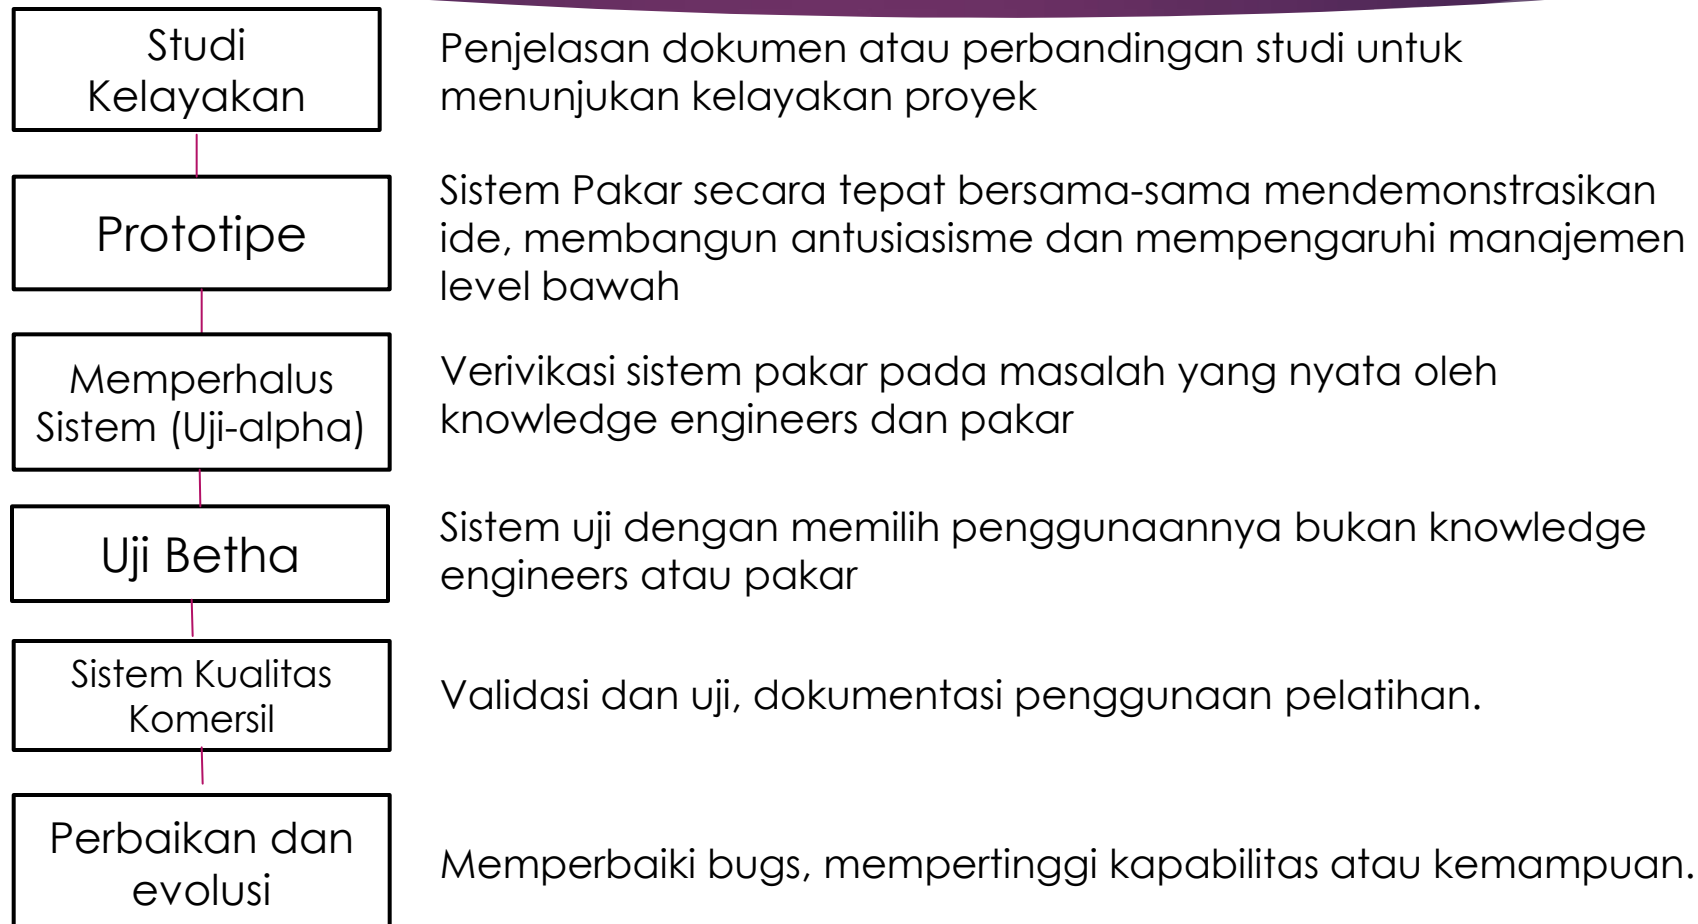 Studi
Kelayakan
Penjelasan dokumen atau perbandingan studi untuk
menunjukan kelayakan proyek
Prototipe
Sistem Pakar secara tepat bersama-sama mendemonstrasikan
ide, membangun antusiasisme dan mempengaruhi manajemen
level bawah
Memperhalus
Sistem (Uji-alpha)
Verivikasi sistem pakar pada masalah yang nyata oleh
knowledge engineers dan pakar
Uji Betha
Sistem uji dengan memilih penggunaannya bukan knowledge
engineers atau pakar
Sistem Kualitas
Komersil
Validasi dan uji, dokumentasi penggunaan pelatihan.
Perbaikan dan
evolusi
Memperbaiki bugs, mempertinggi kapabilitas atau kemampuan.